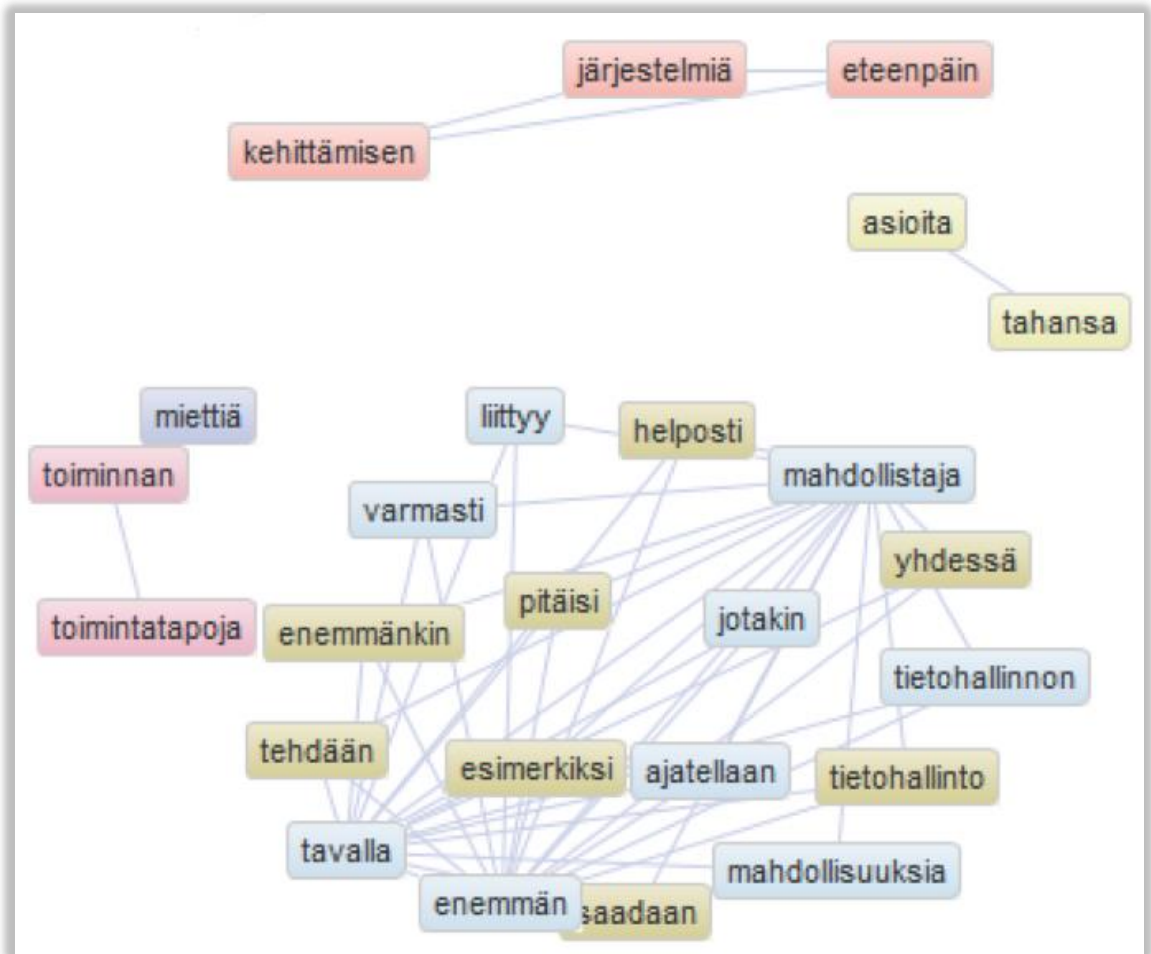 järjestelmiä
eteenpäin
kehittämisen
asioita
tahansa
miettiä
liittyy
helposti
toiminnan
mahdollistaja
varmasti
yhdessä
pitäisi
toimintatapoja
enemmänkin
jotakin
tietohallinnon
tehdään
esimerkiksi
ajatellaan
tietohallinto
tavalla
mahdollisuuksia
enemmän
saadaan